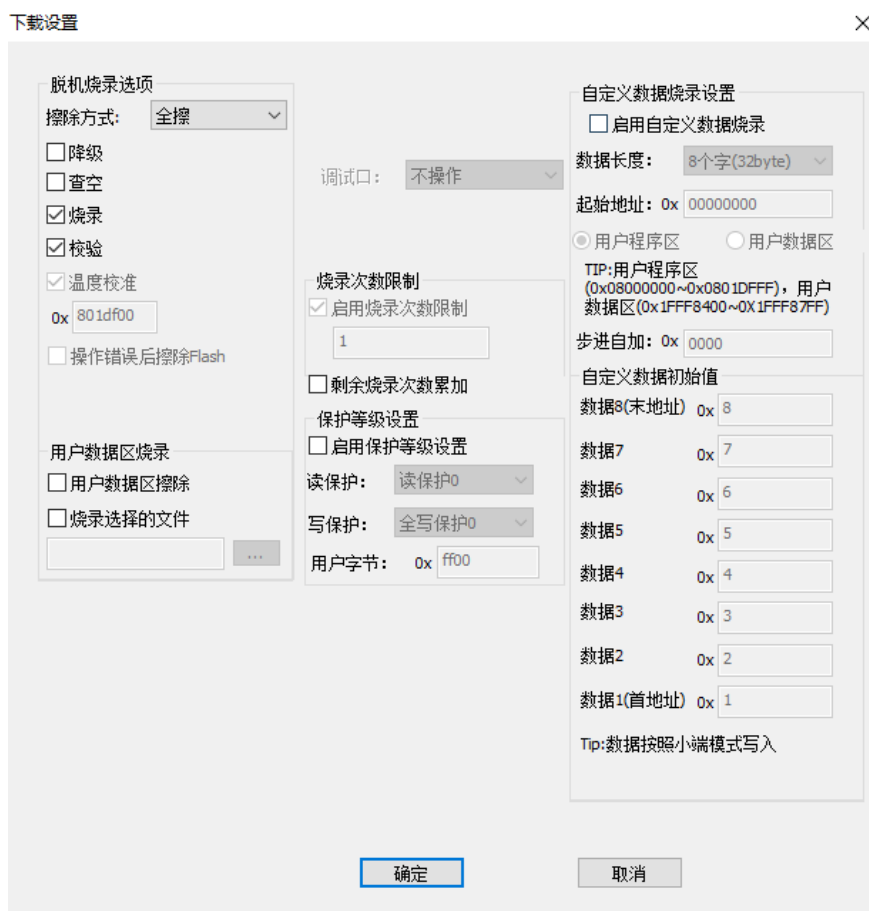 下载设置
脱机烧录选项
擦除方式: 全擦
降级
查空
烧录
校验
温度校准
0x 801df00
操作错误后擦除Flash
用户数据区烧录
用户数据区擦除
烧录选择的文件
...
调试口: 不操作
烧录次数限制
启用烧录次数限制
1
剩余烧录次数累加
保护等级设置
启用保护等级设置
读保护: 读保护0
写保护: 全写保护0
用户字节: 0x ff00
自定义数据烧录设置
启用自定义数据烧录
数据长度: 8个字(32byte)
起始地址: 0x 00000000
用户程序区 用户数据区
TIP:用户程序区
(0x08000000~0x0801DFFF)，用户
数据区(0x1FFF8400~0X1FFF87FF)
步进自加: 0x 0000
自定义数据初始值
数据8(末地址) 0x 8
数据7 0x 7
数据6 0x 6
数据5 0x 5
数据4 0x 4
数据3 0x 3
数据2 0x 2
数据1(首地址) 0x 1
Tip:数据按照小端模式写入
确定 取消